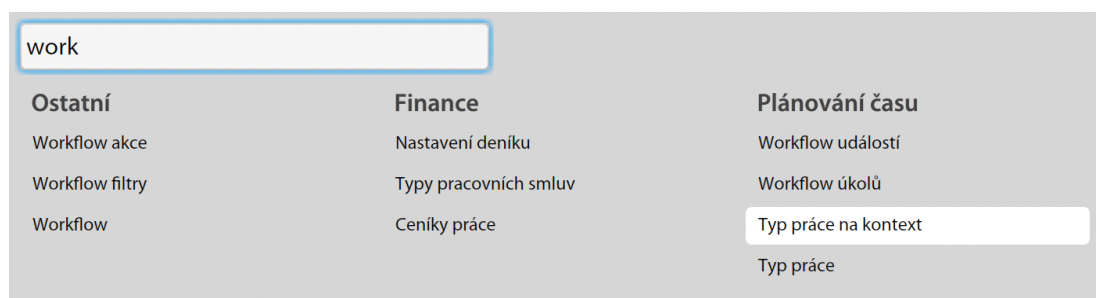 work
Ostatní
Workflow akce
Workflow filtry
Workflow
Finance
Nastavení deníku
Typy pracovních smluv
Ceníky práce
Plánování času
Workflow událostí
Workflow úkolů
Typ práce na kontext
Typ práce